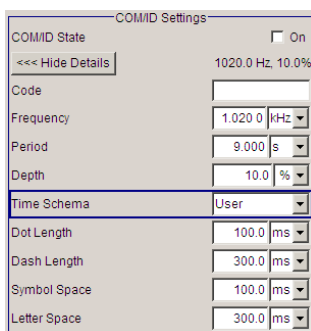 COM/ID Settings
COM/ID State On
<<< Hide Details 1020.0 Hz, 10.0%
Code
Frequency 1.020 0 kHz
Period 9.000 s
Depth 10.0 %
Time Schema User
Dot Length 100.0 ms
Dash Length 300.0 ms
Symbol Space 100.0 ms
Letter Space 300.0 ms